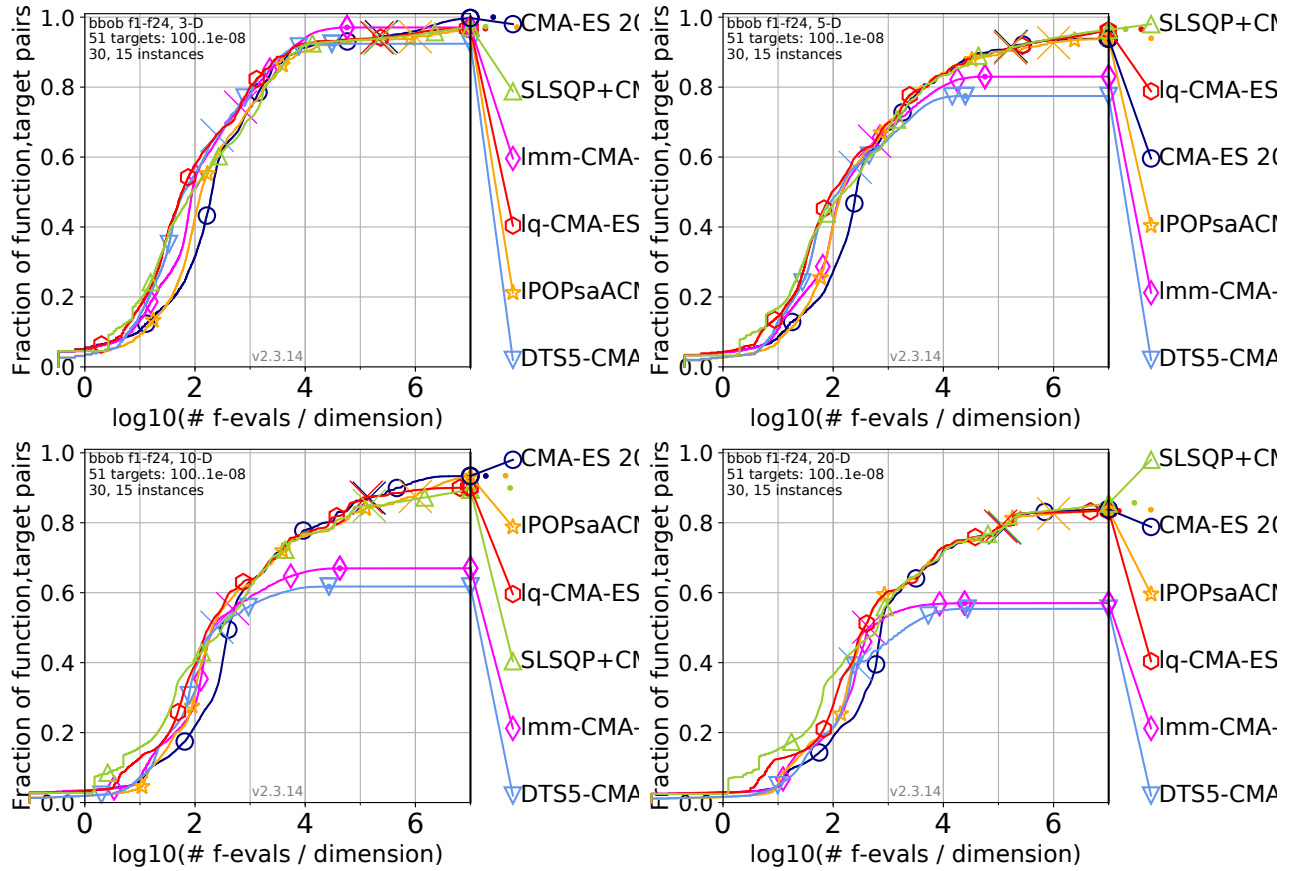 bbob f1-f24, 3-D
51 targets: 100..1e-08
30, 15 instances
Fraction of function,target pairs
1.0
0.8
0.6
0.4
0.2
0.0
v2.3.14
0 2 4 6
log10(# f-evals / dimension)
CMA-ES 20
SLSQP+CM
lmm-CMA-
lq-CMA-ES
IPOPsaACM
DTS5-CMA
bbob f1-f24, 5-D
51 targets: 100..1e-08
30, 15 instances
Fraction of function,target pairs
1.0
0.8
0.6
0.4
0.2
0.0
v2.3.14
0 2 4 6
log10(# f-evals / dimension)
SLSQP+CM
lq-CMA-ES
CMA-ES 20
IPOPsaACM
lmm-CMA-
DTS5-CMA
bbob f1-f24, 10-D
51 targets: 100..1e-08
30, 15 instances
Fraction of function,target pairs
1.0
0.8
0.6
0.4
0.2
0.0
v2.3.14
0 2 4 6
log10(# f-evals / dimension)
CMA-ES 20
IPOPsaACM
lq-CMA-ES
SLSQP+CM
lmm-CMA-
DTS5-CMA
bbob f1-f24, 20-D
51 targets: 100..1e-08
30, 15 instances
Fraction of function,target pairs
1.0
0.8
0.6
0.4
0.2
0.0
v2.3.14
0 2 4 6
log10(# f-evals / dimension)
SLSQP+CM
CMA-ES 20
IPOPsaACM
lq-CMA-ES
lmm-CMA-
DTS5-CMA